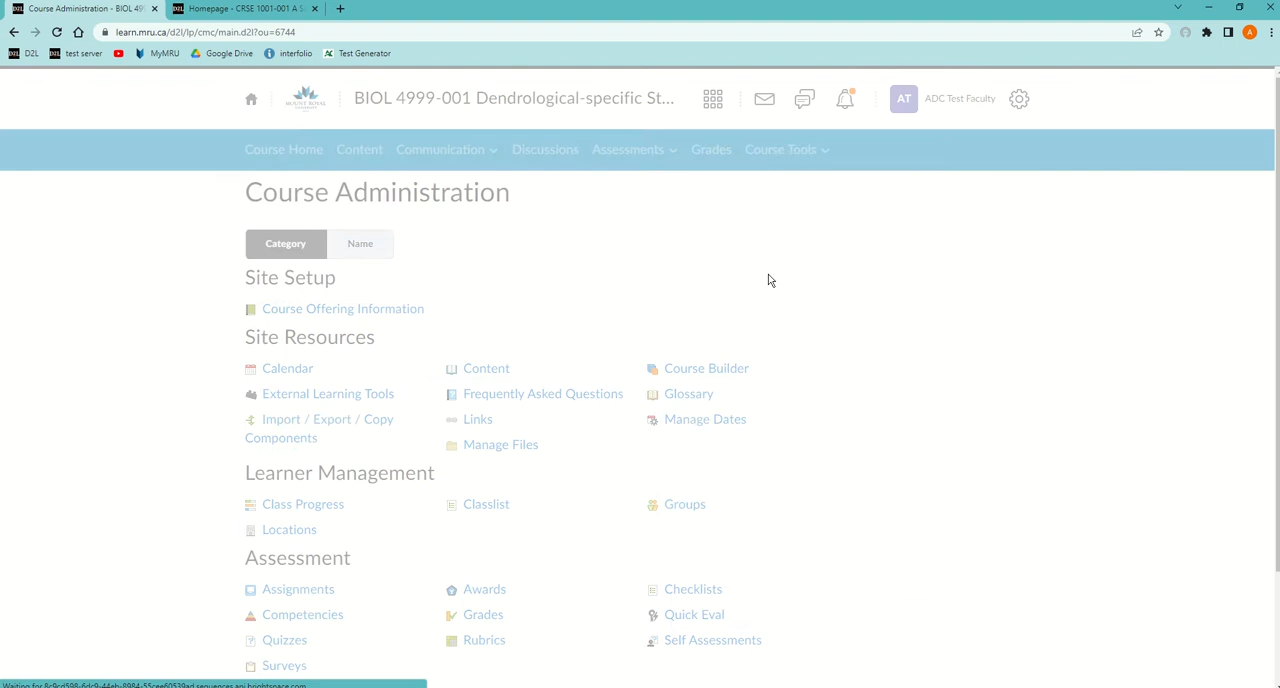 Course Administration - BIOL 49
Homepage - CRSE 1001-001 A S
learn.mru.ca/d2l/lp/cmc/main.d2l?ou=6744
A
D2L
D2L
test server
MyMRU
Google Drive
interfolio
Test Generator
MOUNT ROYAL
UNIVERSITY
BIOL 4999-001 Dendrological-specific St...
AT
ADC Test Faculty
Course Home
Content
Communication
Discussions
Assessments
Grades
Course Tools
Course Administration
Category
Name
Site Setup
Course Offering Information
Site Resources
Calendar
Content
Course Builder
External Learning Tools
Frequently Asked Questions
Glossary
Import / Export / Copy
Components
Links
Manage Dates
Manage Files
Learner Management
Class Progress
Classlist
Groups
Locations
Assessment
Assignments
Awards
Checklists
Competencies
Grades
Quick Eval
Quizzes
Rubrics
Self Assessments
Surveys